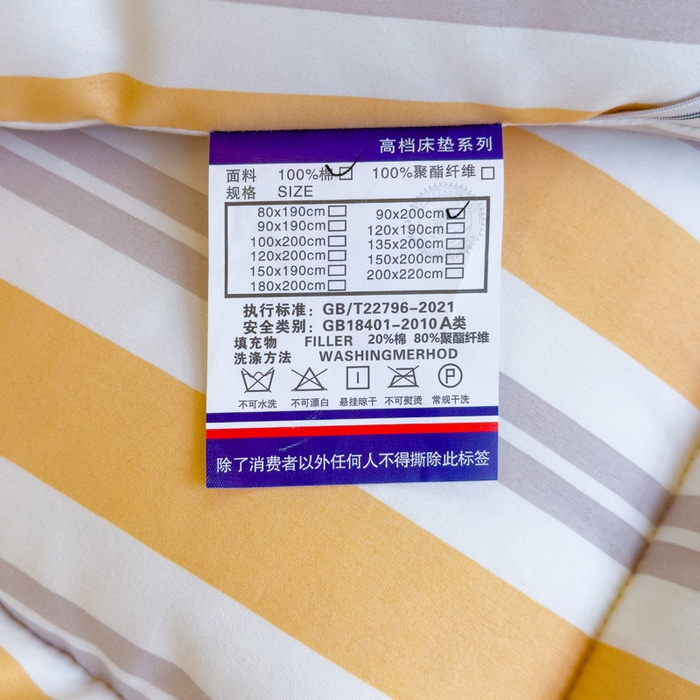 高档床垫系列
面料 100%棉 100%聚酯纤维
规格 SIZE
80x190cm 90x200cm
90x190cm 120x190cm
100x200cm 135x200cm
120x200cm 150x200cm
150x190cm 200x220cm
180x200cm
执行标准：GB/T22796-2021
安全类别：GB18401-2010A类
填充物 FILLER 20%棉 80%聚酯纤维
洗涤方法 WASHINGMERHOD
P
不可水洗 不可漂白 悬挂晾干 不可熨烫 常规干洗
除了消费者以外任何人不得撕除此标签